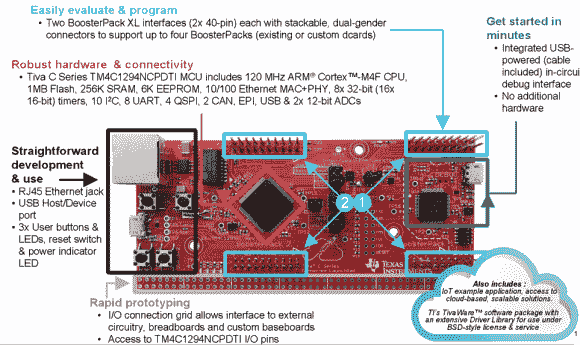 Easily evaluate & program
• Two BoosterPack XL interfaces (2x 40-pin) each with stackable, dual-gender
connectors to support up to four BoosterPacks (existing or custom dcards)
Get started in
minutes
• Integrated USB-
powered (cable
included) in-circui
debug interface
• No additional
hardware
Robust hardware & connectivity
• Tiva C Series TM4C1294NCPDTI MCU includes 120 MHz ARM® Cortex™-M4F CPU,
1MB Flash, 256K SRAM, 6K EEPROM, 10/100 Ethernet MAC+PHY, 8x 32-bit (16x
16-bit) timers, 10 I²C, 8 UART, 4 QSPI, 2 CAN, EPI, USB & 2x 12-bit ADCs
Straightforward
development
& use
• RJ45 Ethernet jack
• USB Host/Device
port
• 3x User buttons &
LEDs, reset switch
& power indicator
LED
2 1
DEBUG
TEXAS
INSTRUMENTS
Rapid prototyping
• I/O connection grid allows interface to external
circuitry, breadboards and custom baseboards
• Access to TM4C1294NCPDTI I/O pins
Also includes :
IoT example application, access to
cloud-based, scalable solutions.
TI's TivaWare™ software package with
an extensive Driver Library for use under
BSD-style license & service
1